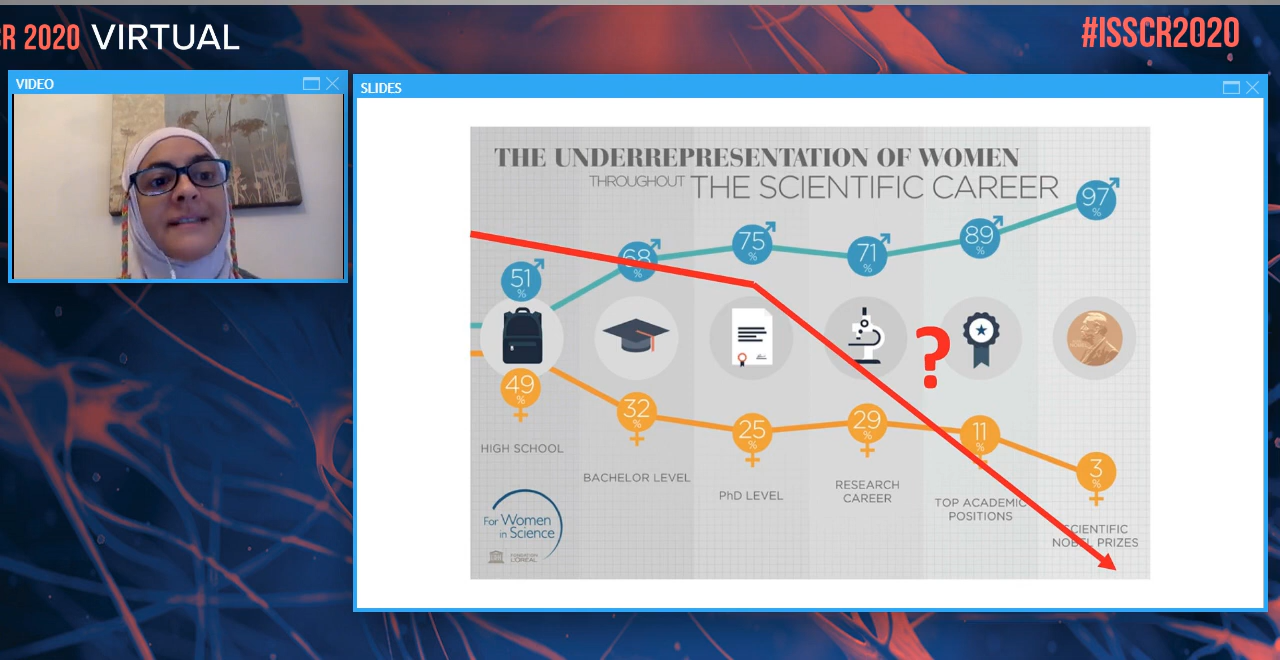 R 2020 VIRTUAL
#ISSCR2020
VIDEO
SLIDES
THE UNDERREPRESENTATION OF WOMEN
THROUGHOUT THE SCIENTIFIC CAREER
51
%
68
%
75
%
71
%
89
%
97
%
?
49
%
32
%
25
%
29
%
11
%
3
%
HIGH SCHOOL
BACHELOR LEVEL
PhD LEVEL
RESEARCH
CAREER
TOP ACADEMIC
POSITIONS
SCIENTIFIC
NOBEL PRIZES
For Women
in Science
FONDATION
L'ORÉAL